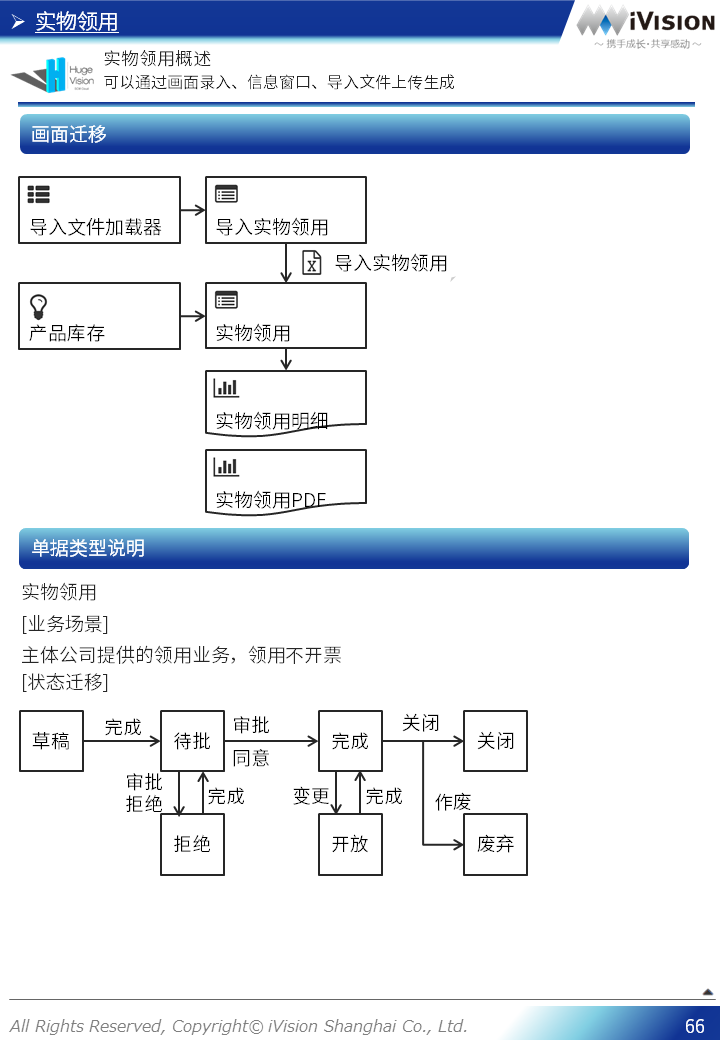 实物领用
iVISION
～ 携手成长·共享感动 ～
Huge
Vision
实物领用概述
可以通过画面录入、信息窗口、导入文件上传生成
画面迁移
导入文件加载器
导入实物领用
导入实物领用
产品库存
实物领用
实物领用明细
实物领用PDF
单据类型说明
实物领用
[业务场景]
主体公司提供的领用业务，领用不开票
[状态迁移]
草稿
完成
待批
审批
同意
完成
关闭
关闭
审批
拒绝
完成
变更
完成
作废
拒绝
开放
废弃
All Rights Reserved, Copyright© iVision Shanghai Co., Ltd.
66